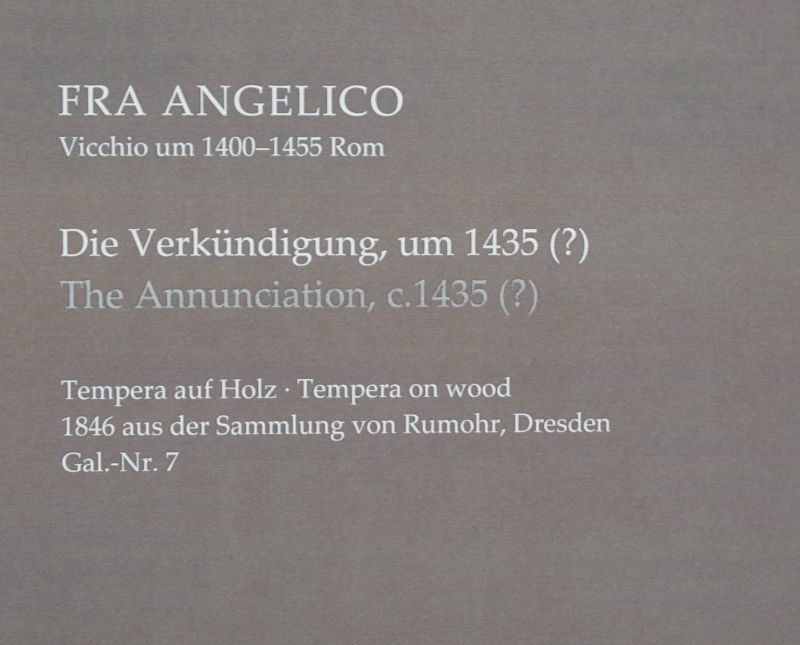 FRA ANGELICO
Vicchio um 1400–1455 Rom
Die Verkündigung, um 1435 (?)
The Annunciation, c.1435 (?)
Tempera auf Holz · Tempera on wood
1846 aus der Sammlung von Rumohr, Dresden
Gal.-Nr. 7